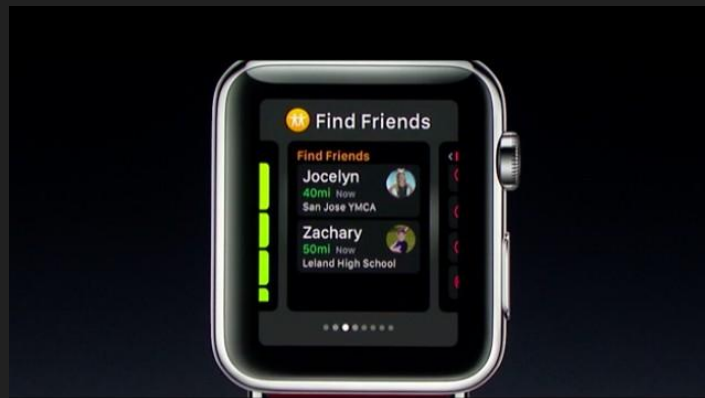 Find Friends
Find Friends
Jocelyn
40mi Now
San Jose YMCA
Zachary
50mi Now
Leland High School